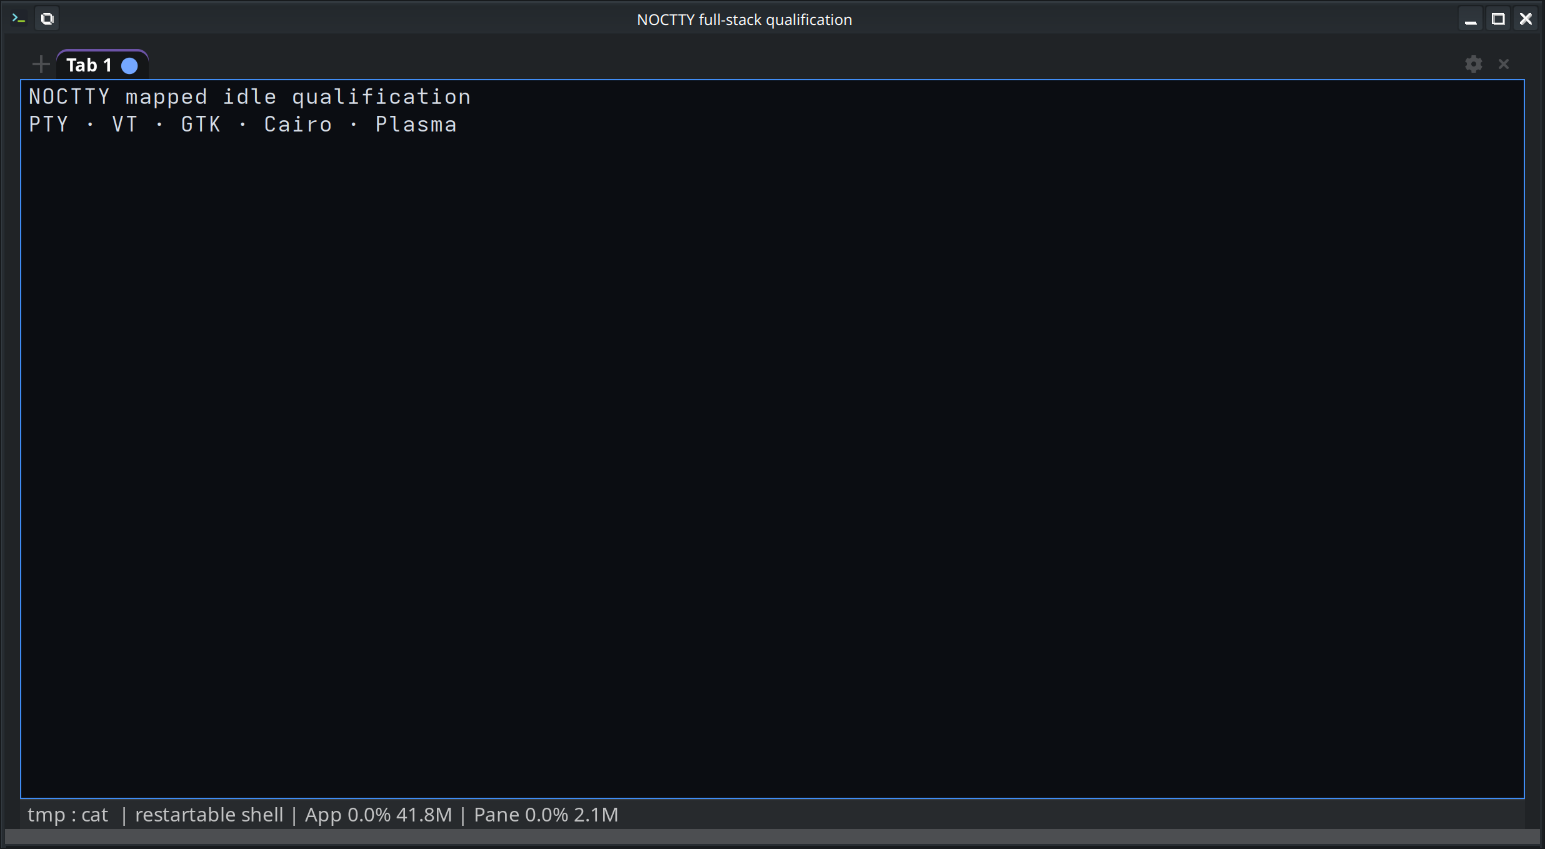 NOCTTY full-stack qualification
Tab 1
NOCTTY mapped idle qualification
PTY · VT · GTK · Cairo · Plasma
tmp : cat | restartable shell | App 0.0% 41.8M | Pane 0.0% 2.1M